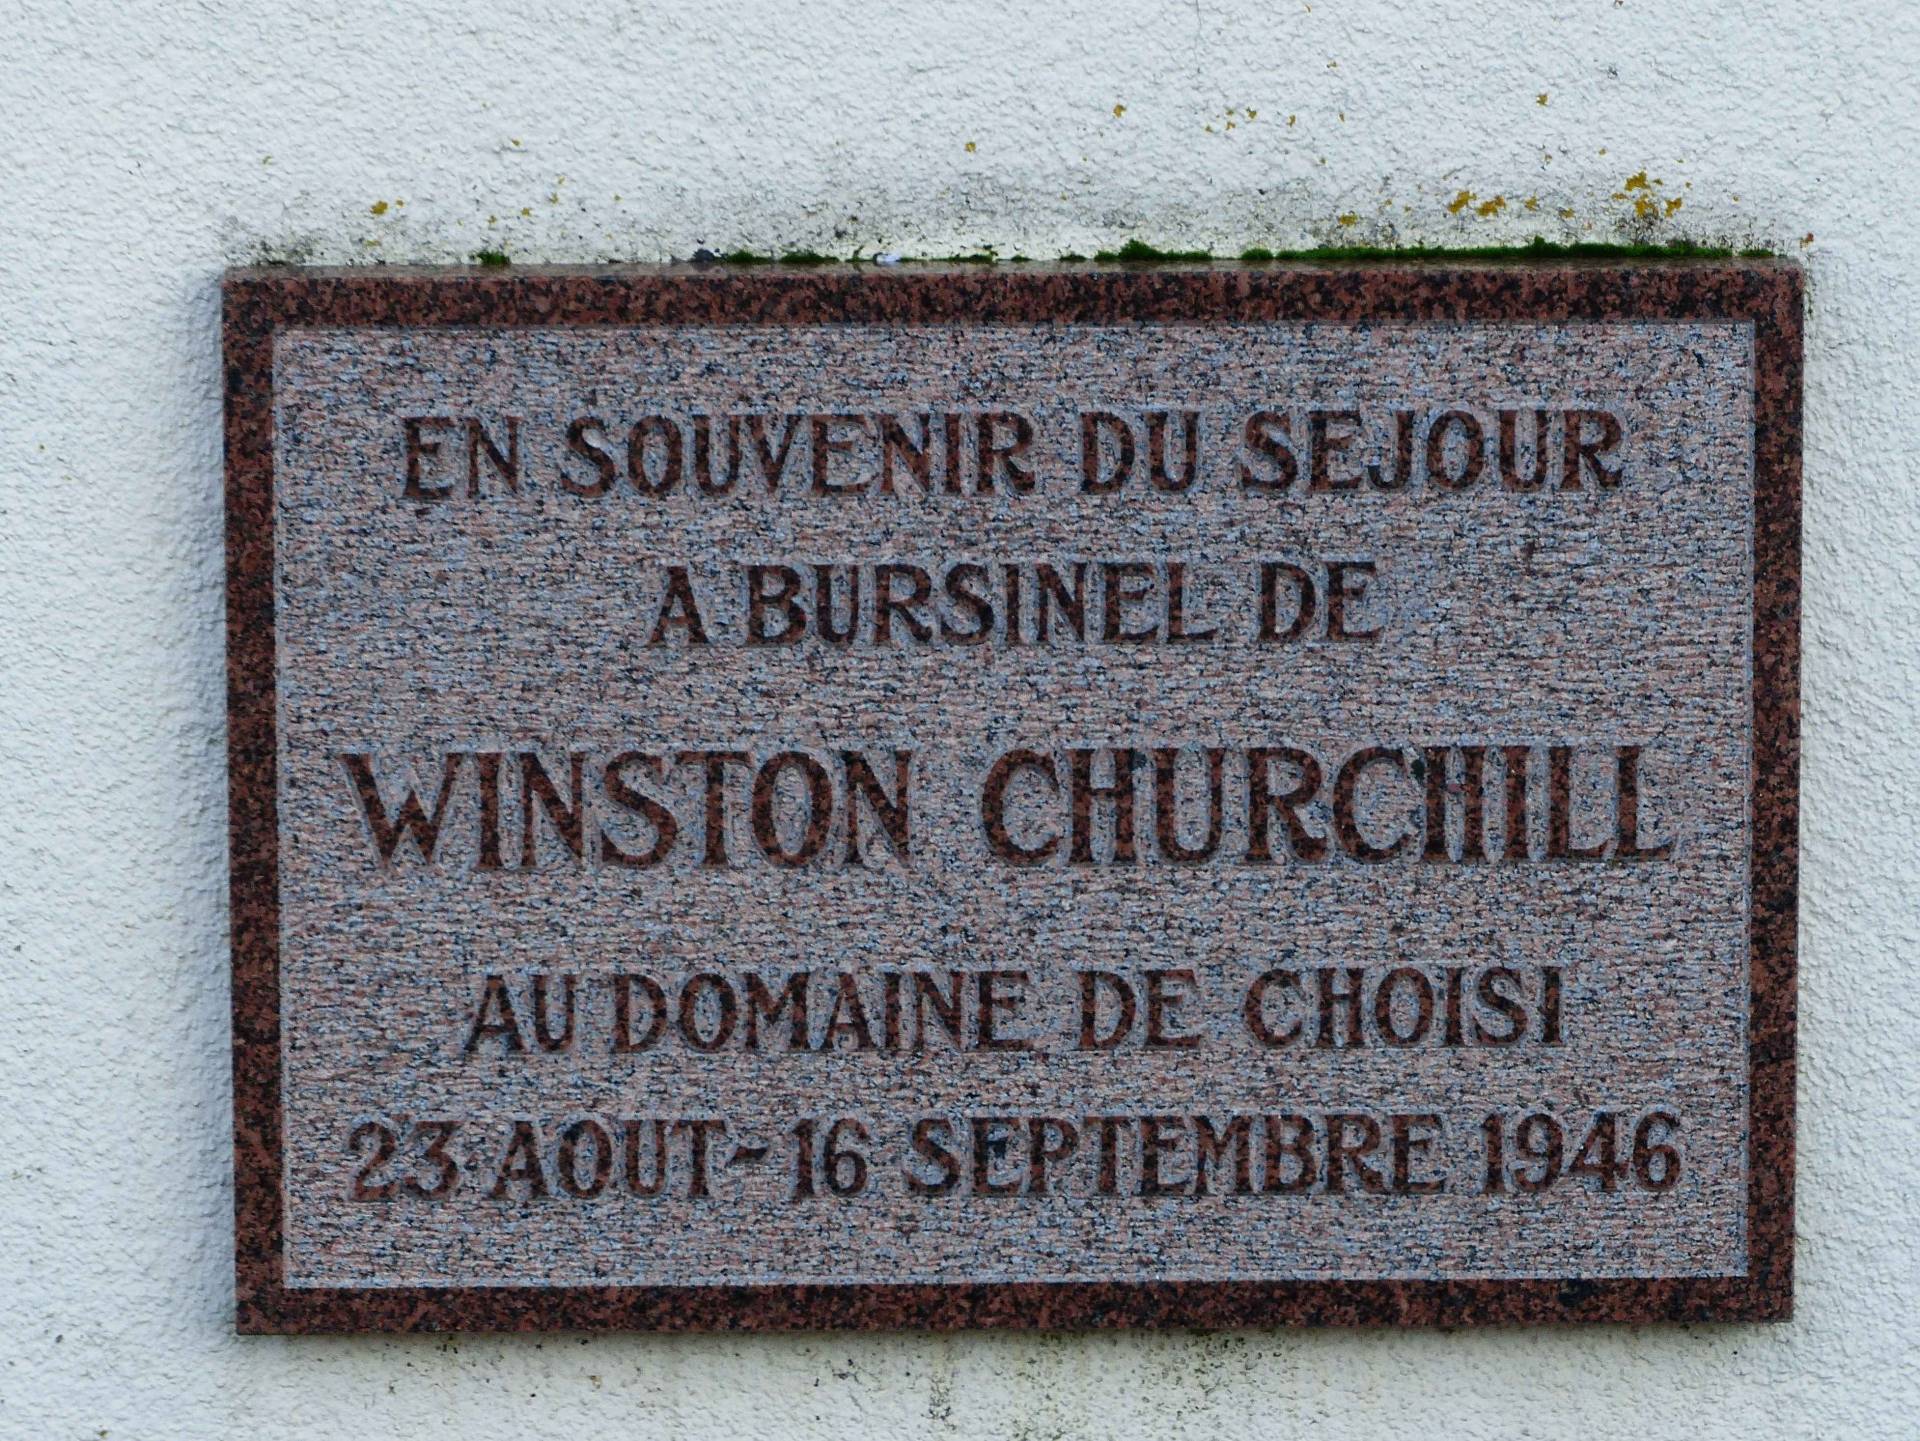 EN SOUVENIR DU SEJOUR
A BURSINEL DE
WINSTON CHURCHILL
AU DOMAINE DE CHOISI
23 AOUT ~ 16 SEPTEMBRE 1946